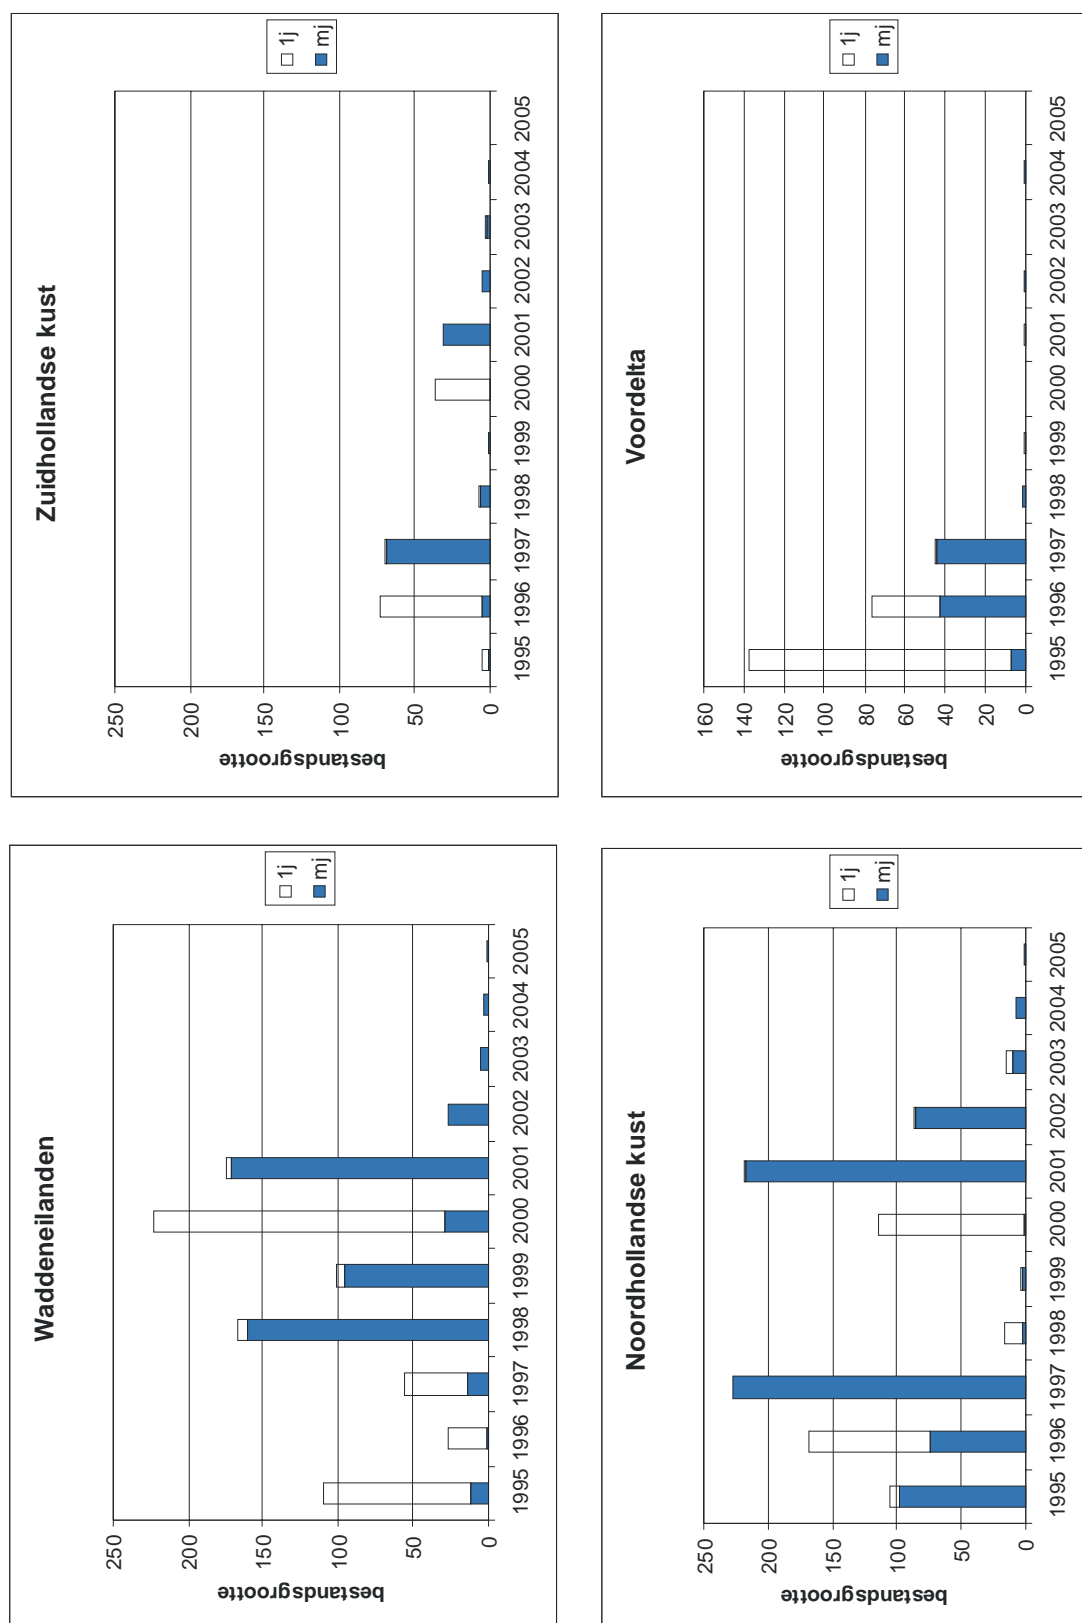 Waddeneilanden
bestandsgrootte
250
200
150
100
50
0
1995 1996 1997 1998 1999 2000 2001 2002 2003 2004 2005
1j
mj
Zuidhollandse kust
bestandsgrootte
250
200
150
100
50
0
1995 1996 1997 1998 1999 2000 2001 2002 2003 2004 2005
1j
mj
Noordhollandse kust
bestandsgrootte
250
200
150
100
50
0
1995 1996 1997 1998 1999 2000 2001 2002 2003 2004 2005
1j
mj
Voordelta
bestandsgrootte
160
140
120
100
80
60
40
20
0
1995 1996 1997 1998 1999 2000 2001 2002 2003 2004 2005
1j
mj